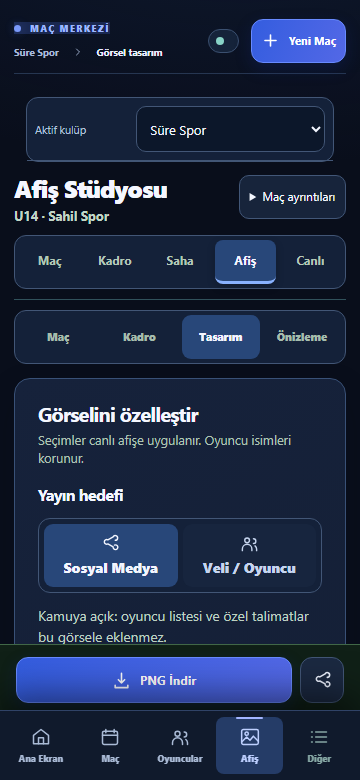 MAÇ MERKEZİ
Süre Spor > Görsel tasarım
Yeni Maç
Aktif kulüp
Süre Spor
Afiş Stüdyosu
U14 · Sahil Spor
Maç ayrıntıları
Maç Kadro Saha Afiş Canlı
Maç Kadro Tasarım Önizleme
Görselini özelleştir
Seçimler canlı afişe uygulanır. Oyuncu isimleri
korunur.
Yayın hedefi
Sosyal Medya Veli / Oyuncu
Kamuya açık: oyuncu listesi ve özel talimatlar
bu görsele eklenmez.
PNG İndir
Ana Ekran Maç Oyuncular Afiş Diğer